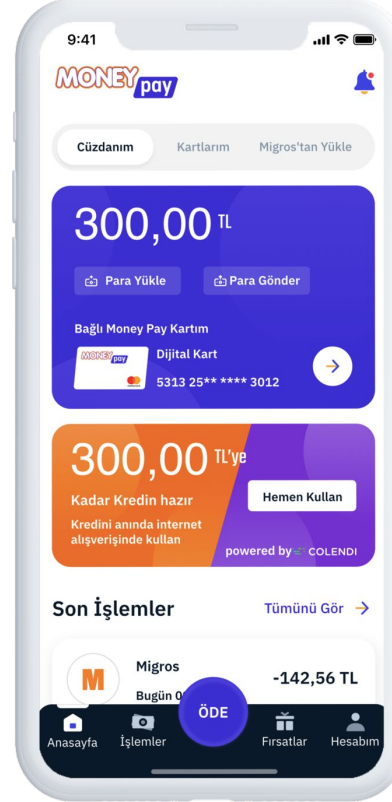 9:41
MONEY pay
Cüzdanım Kartlarım Migros'tan Yükle
300,00 TL
Para Yükle Para Gönder
Bağlı Money Pay Kartım
MONEY pay
Dijital Kart
5313 25** **** 3012
300,00 TL'ye
Kadar Kredin hazır
Hemen Kullan
Kredini anında internet
alışverişinde kullan
powered by COLENDI
Son İşlemler Tümünü Gör
M
Migros
-142,56 TL
Bugün
ÖDE
Anasayfa İşlemler Fırsatlar Hesabım